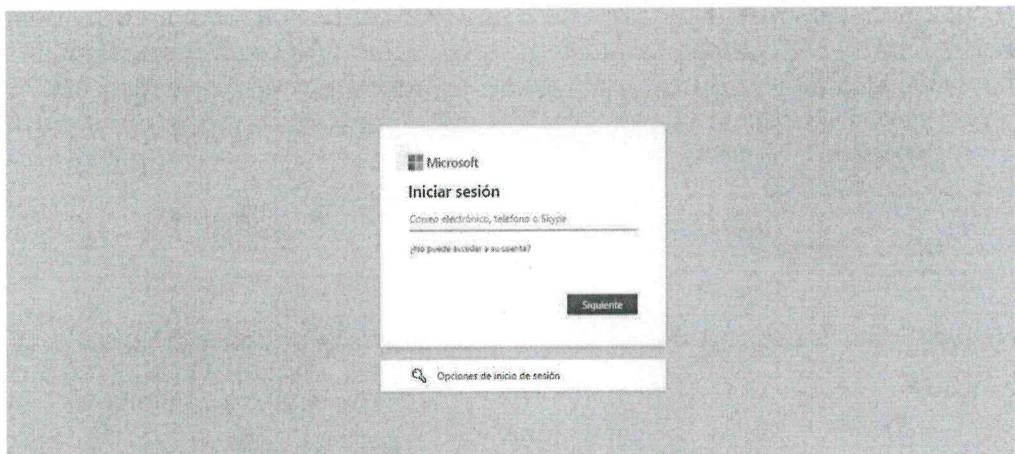 Microsoft
Iniciar sesión
Correo electrónico, teléfono o Skype
¿No puede acceder a su cuenta?
Siguiente
Opciones de inicio de sesión